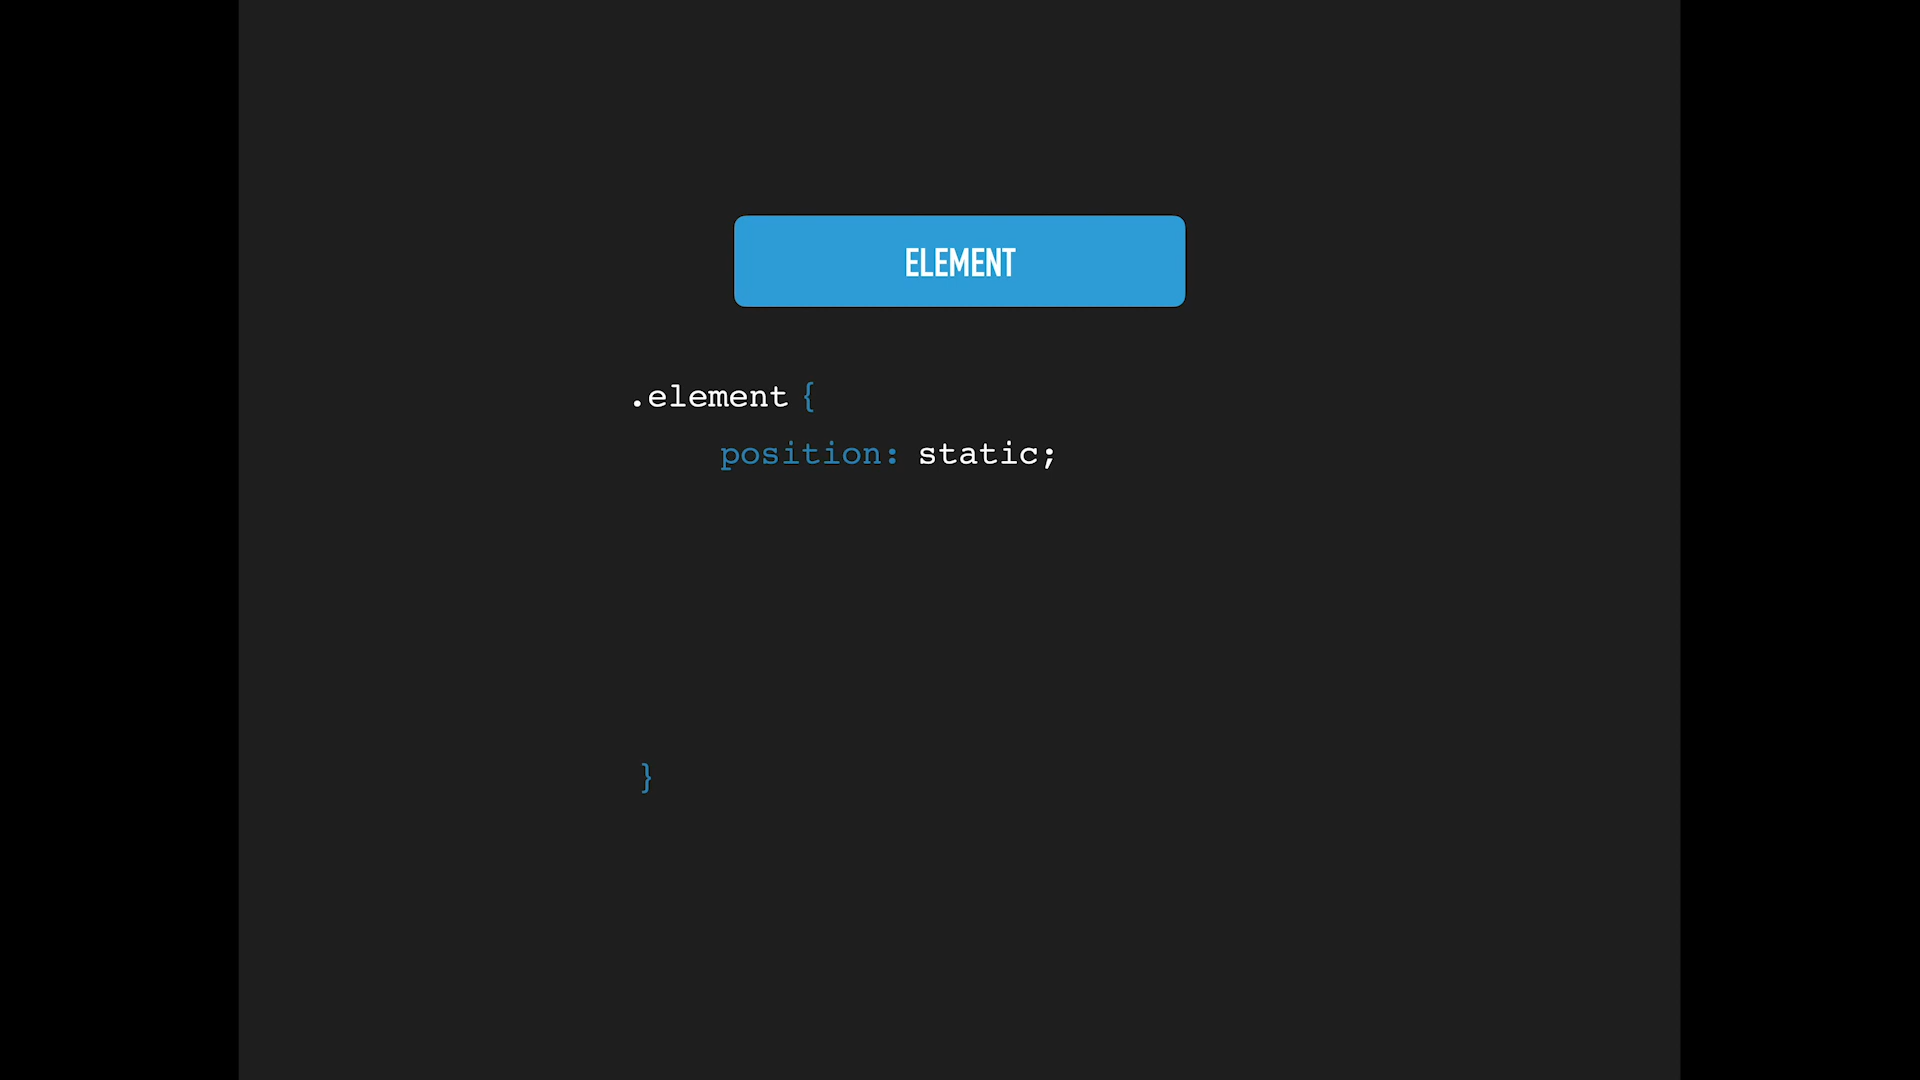 ELEMENT
.element {
position: static;
}